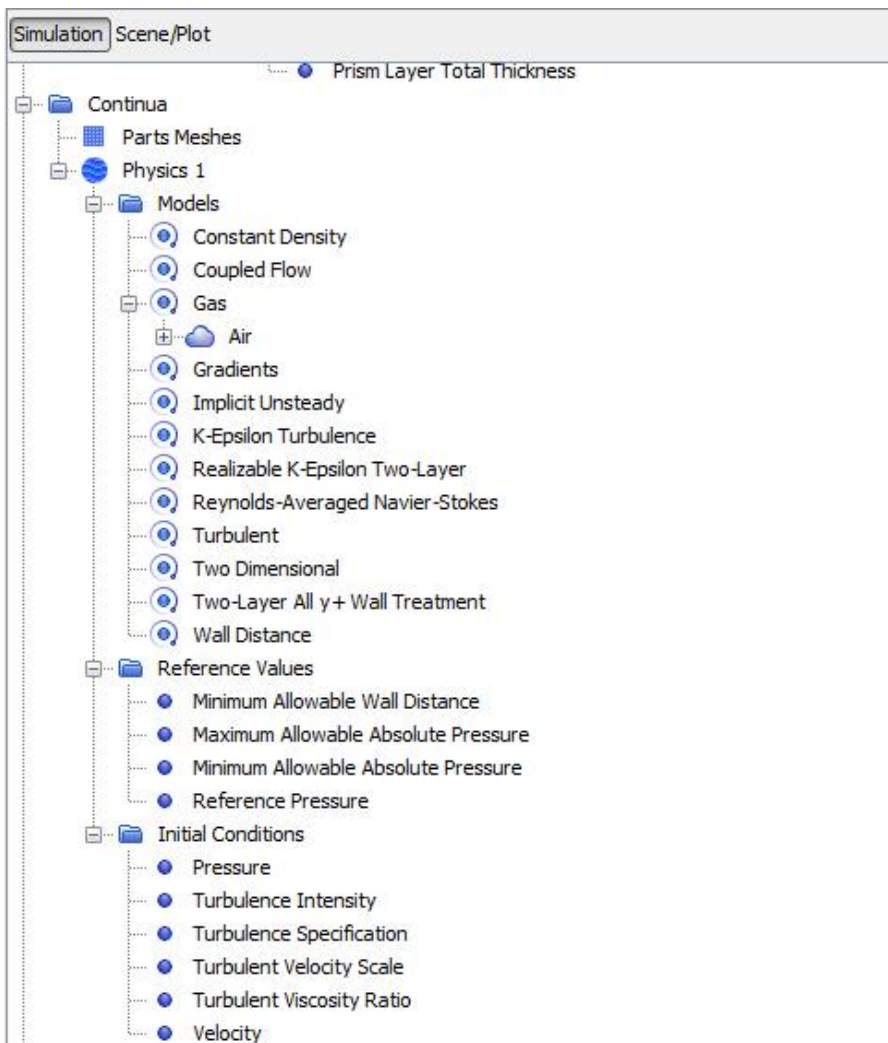 Simulation Scene/Plot
Prism Layer Total Thickness
Continua
Parts Meshes
Physics 1
Models
Constant Density
Coupled Flow
Gas
Air
Gradients
Implicit Unsteady
K-Epsilon Turbulence
Realizable K-Epsilon Two-Layer
Reynolds-Averaged Navier-Stokes
Turbulent
Two Dimensional
Two-Layer All y+ Wall Treatment
Wall Distance
Reference Values
Minimum Allowable Wall Distance
Maximum Allowable Absolute Pressure
Minimum Allowable Absolute Pressure
Reference Pressure
Initial Conditions
Pressure
Turbulence Intensity
Turbulence Specification
Turbulent Velocity Scale
Turbulent Viscosity Ratio
Velocity